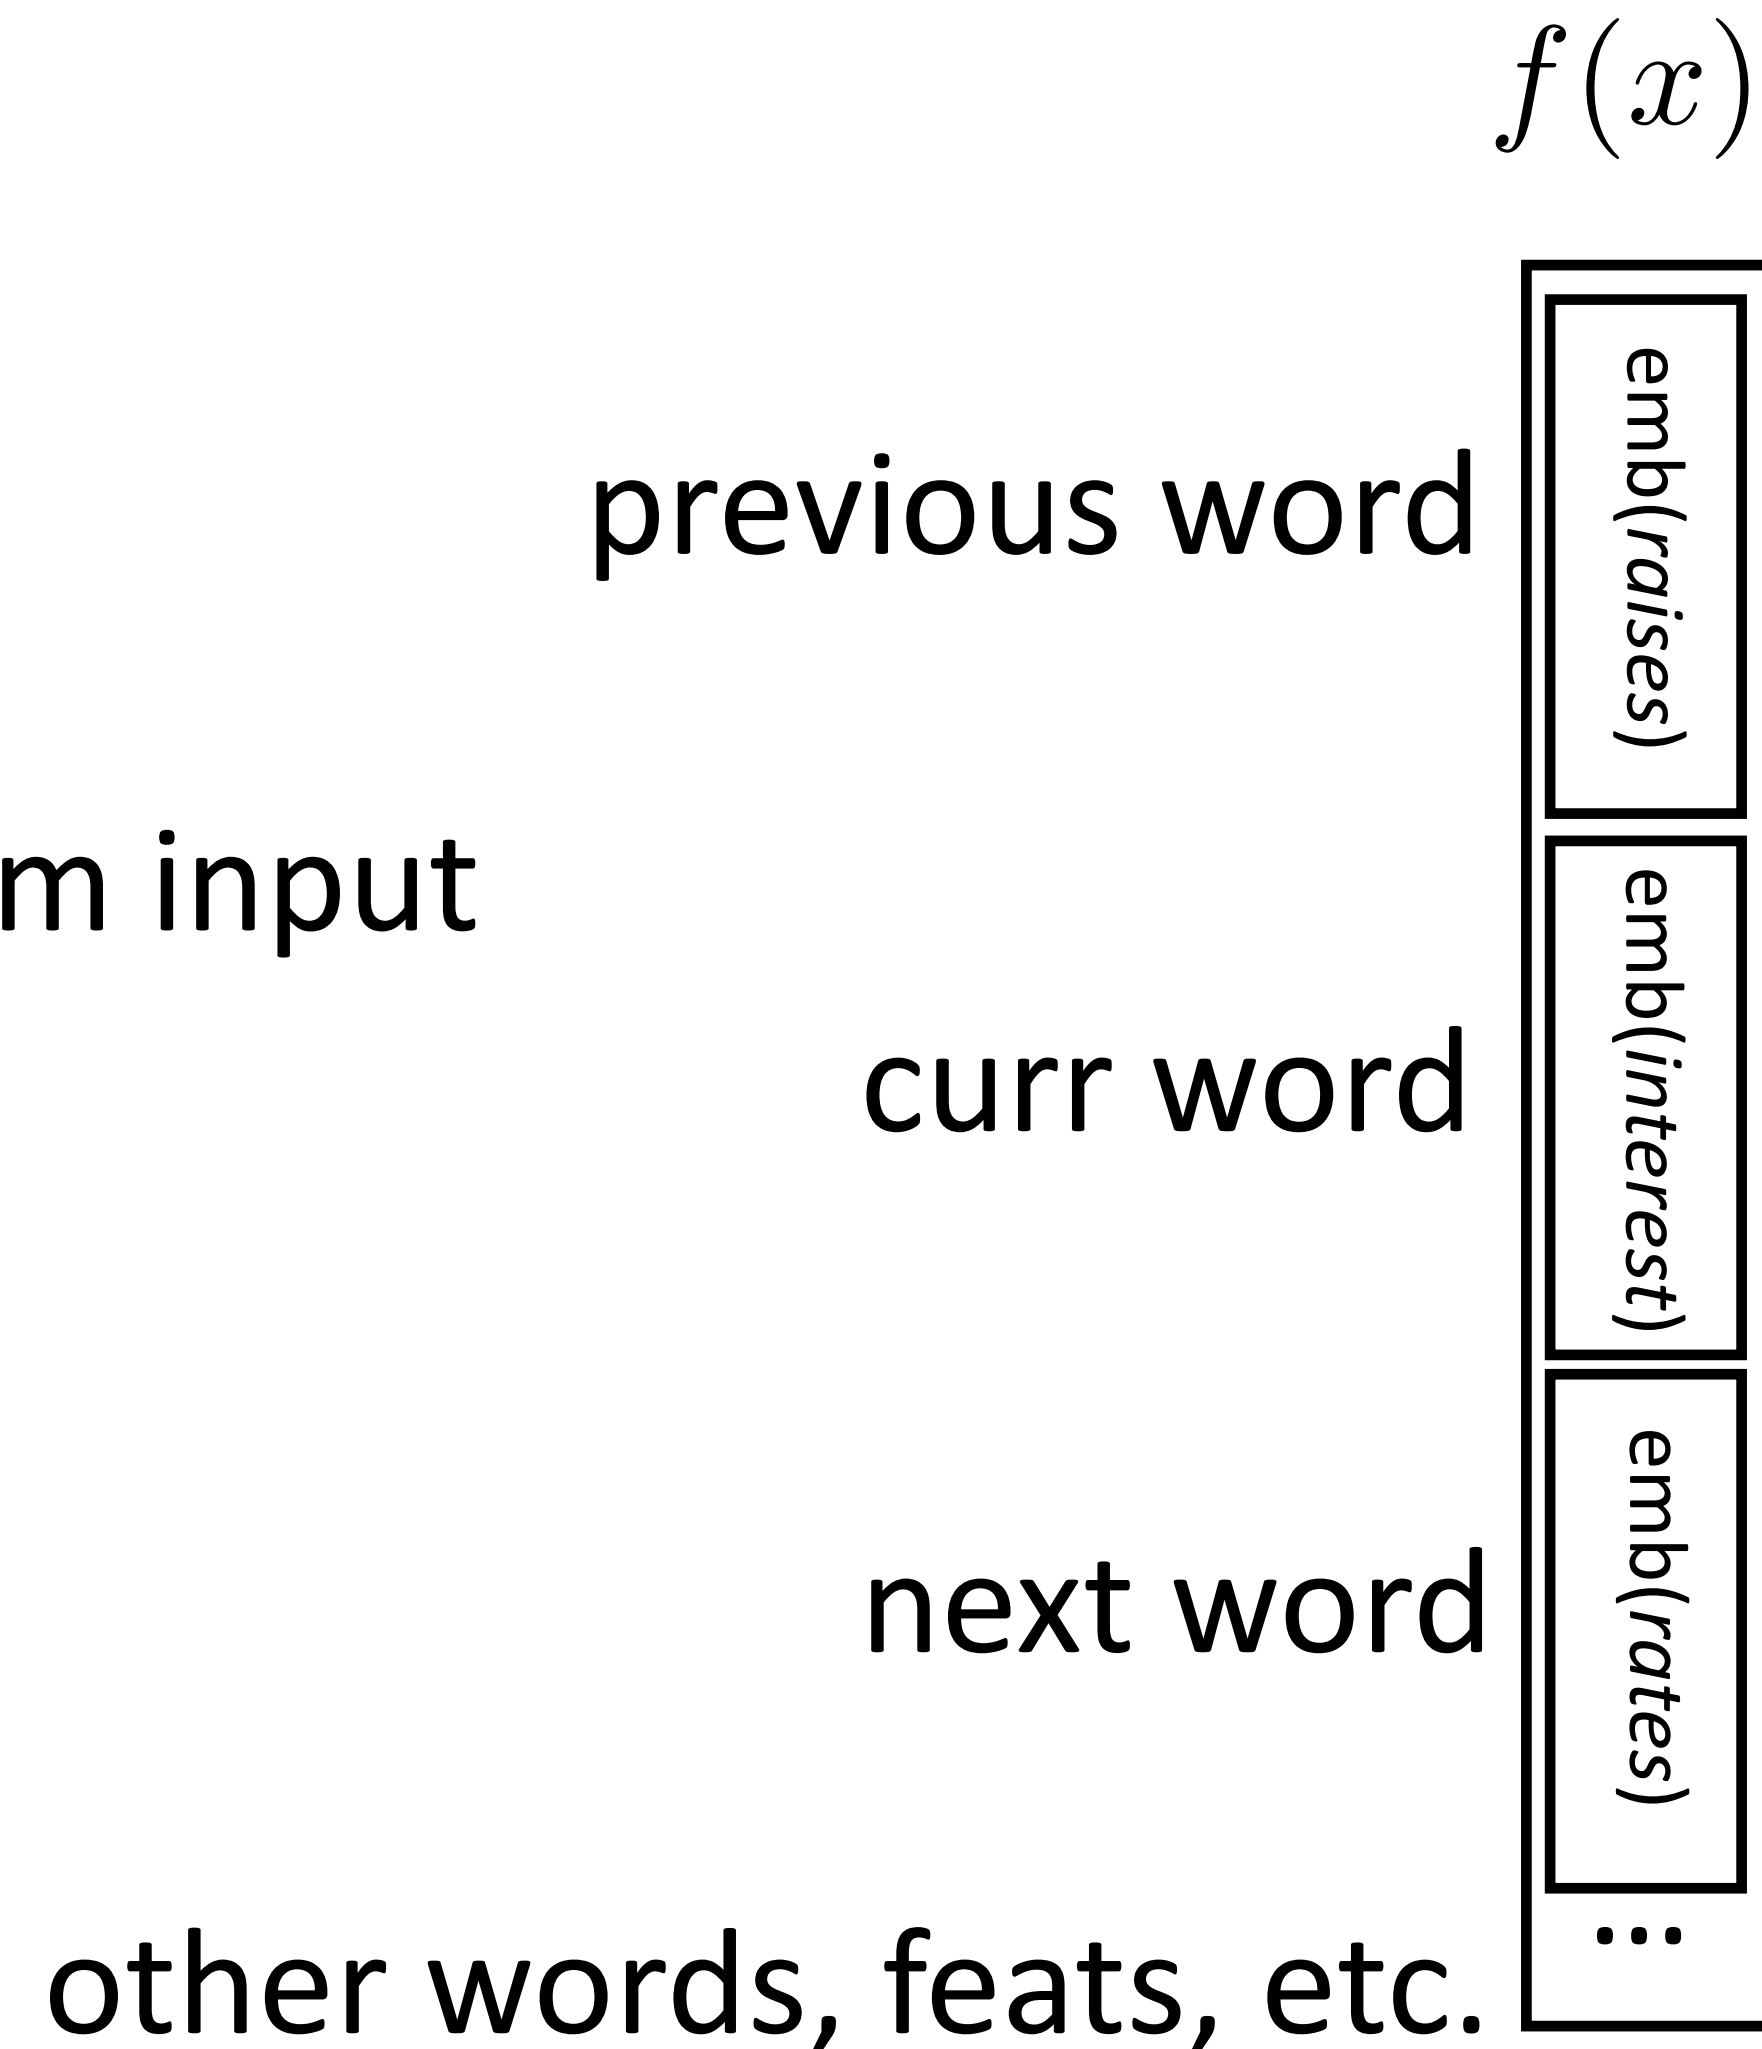 f(x)
previous word
emb(raises)
m input
curr word
emb(interest)
next word
emb(rates)
...
other words, feats, etc.